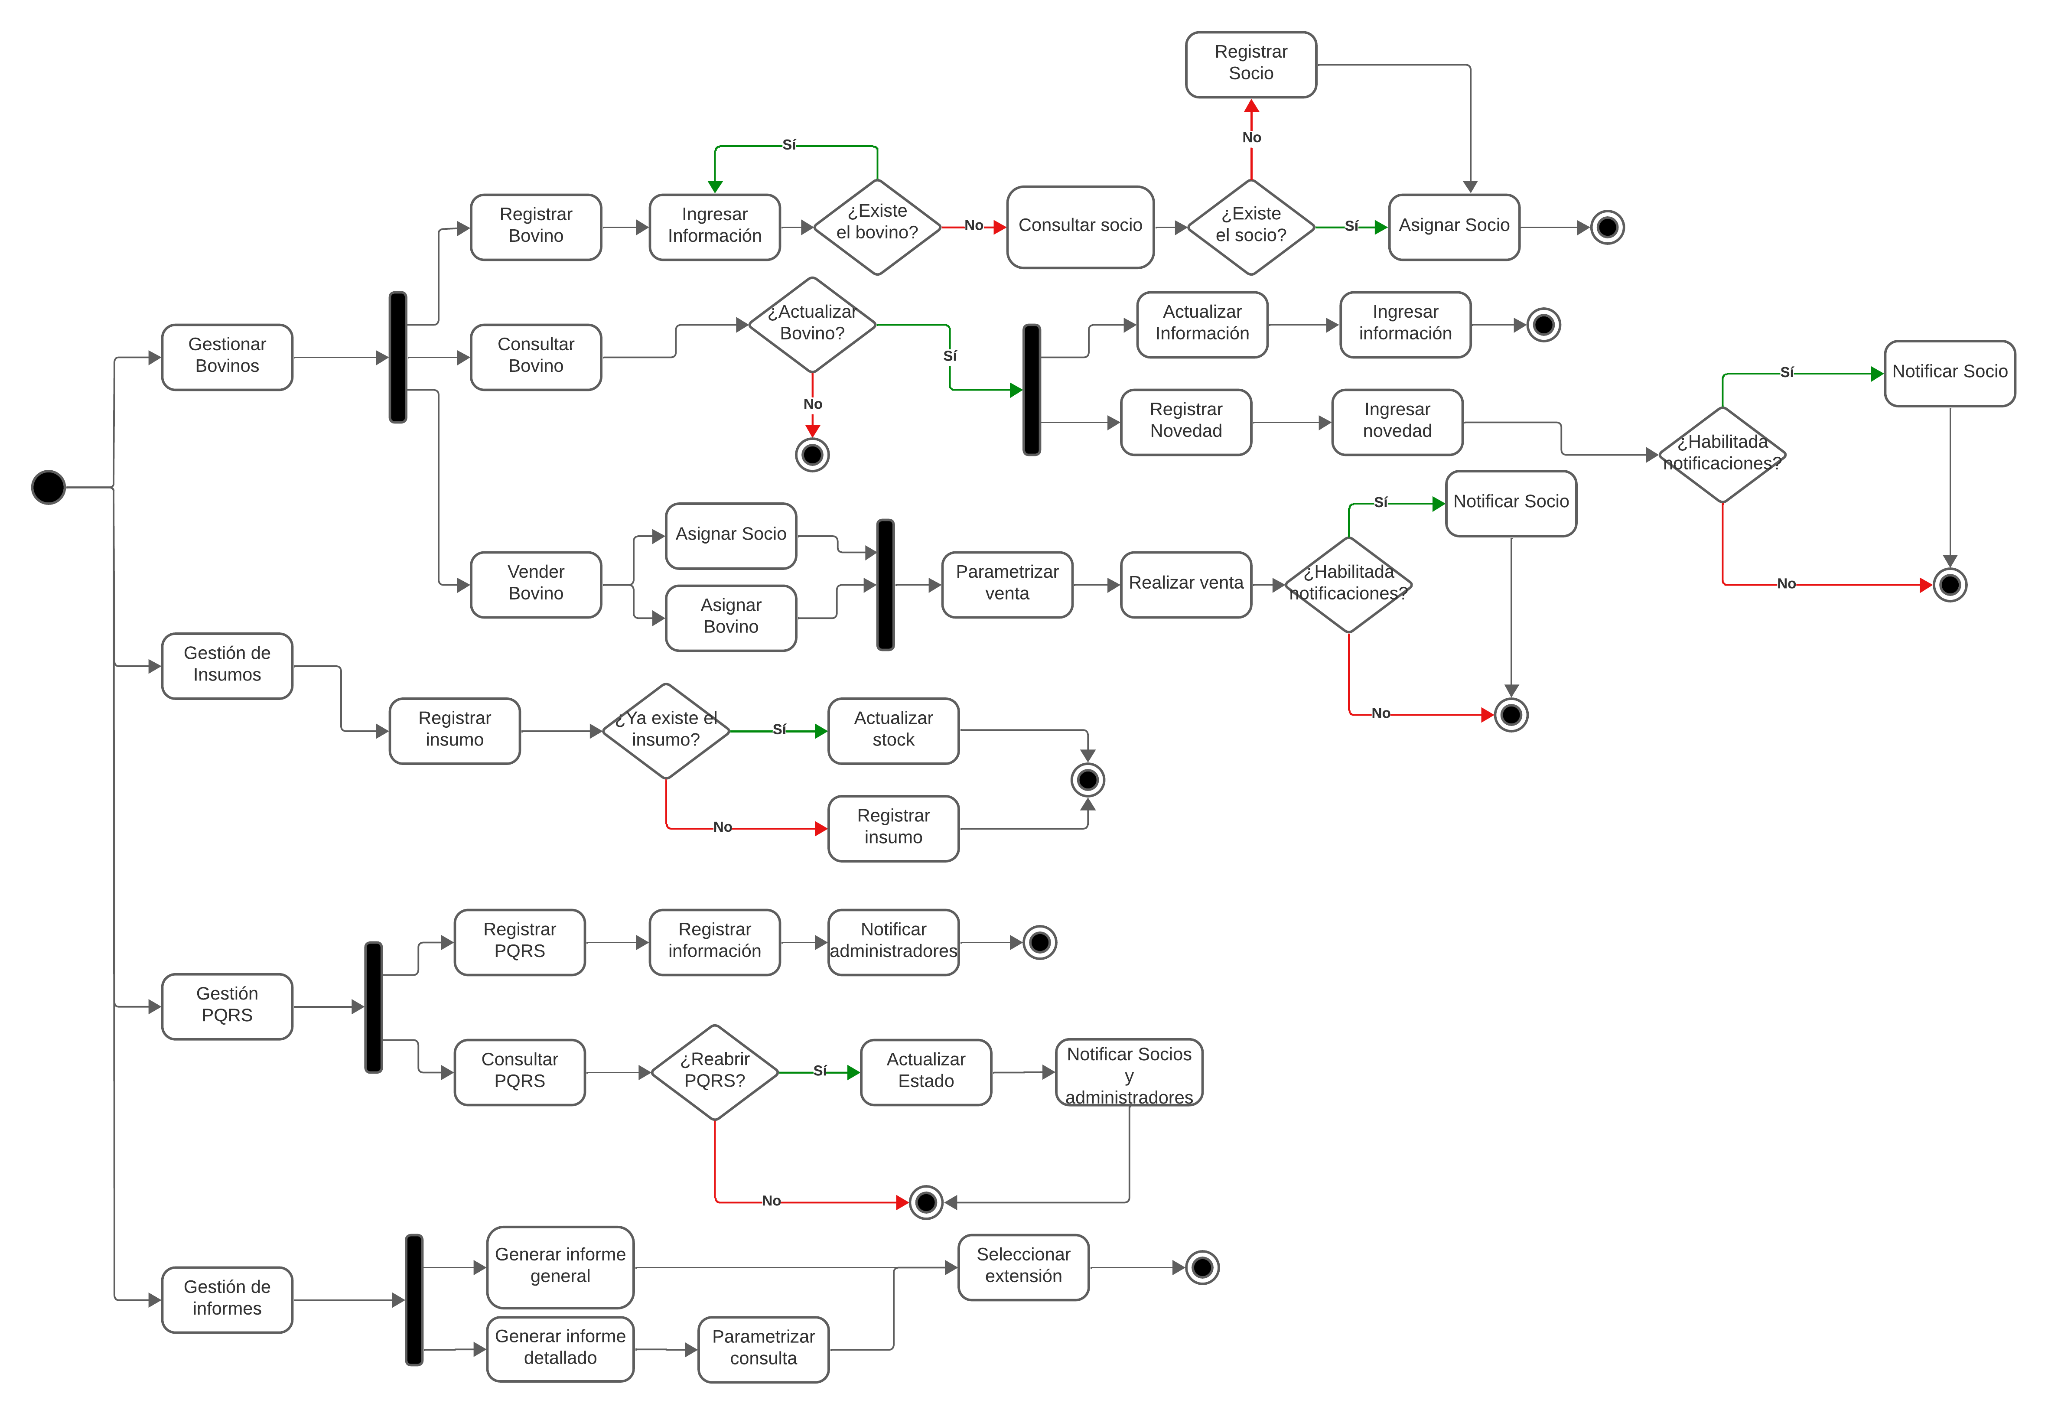 Registrar
Socio
No
Sí
Registrar
Bovino
Ingresar
Información
¿Existe
el bovino?
No
Consultar socio
¿Existe
el socio?
Sí
Asignar Socio
Gestionar
Bovinos
Consultar
Bovino
¿Actualizar
Bovino?
Sí
No
Actualizar
Información
Ingresar
información
Registrar
Novedad
Ingresar
novedad
¿Habilitada
notificaciones?
Sí
Notificar Socio
No
Vender
Bovino
Asignar Socio
Asignar
Bovino
Parametrizar
venta
Realizar venta
¿Habilitada
notificaciones?
Sí
Notificar Socio
No
Gestión de
Insumos
Registrar
insumo
¿Ya existe el
insumo?
Sí
Actualizar
stock
No
Registrar
insumo
Gestión
PQRS
Registrar
PQRS
Registrar
información
Notificar
administradores
Consultar
PQRS
¿Reabrir
PQRS?
Sí
Actualizar
Estado
Notificar Socios
y
administradores
No
Gestión de
informes
Generar informe
general
Seleccionar
extensión
Generar informe
detallado
Parametrizar
consulta